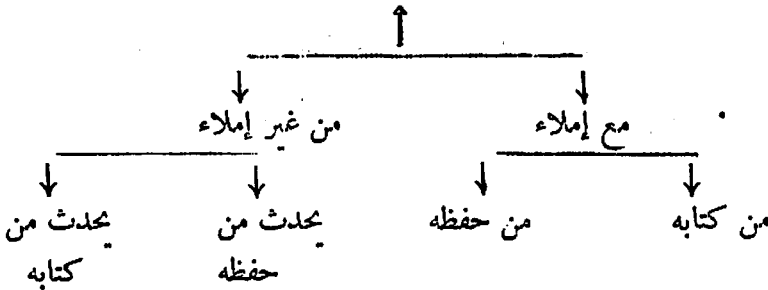 مع إملاء
من غير إملاء
من كتابه
من حفظه
يحدث من
حفظه
يحدث من
كتابه